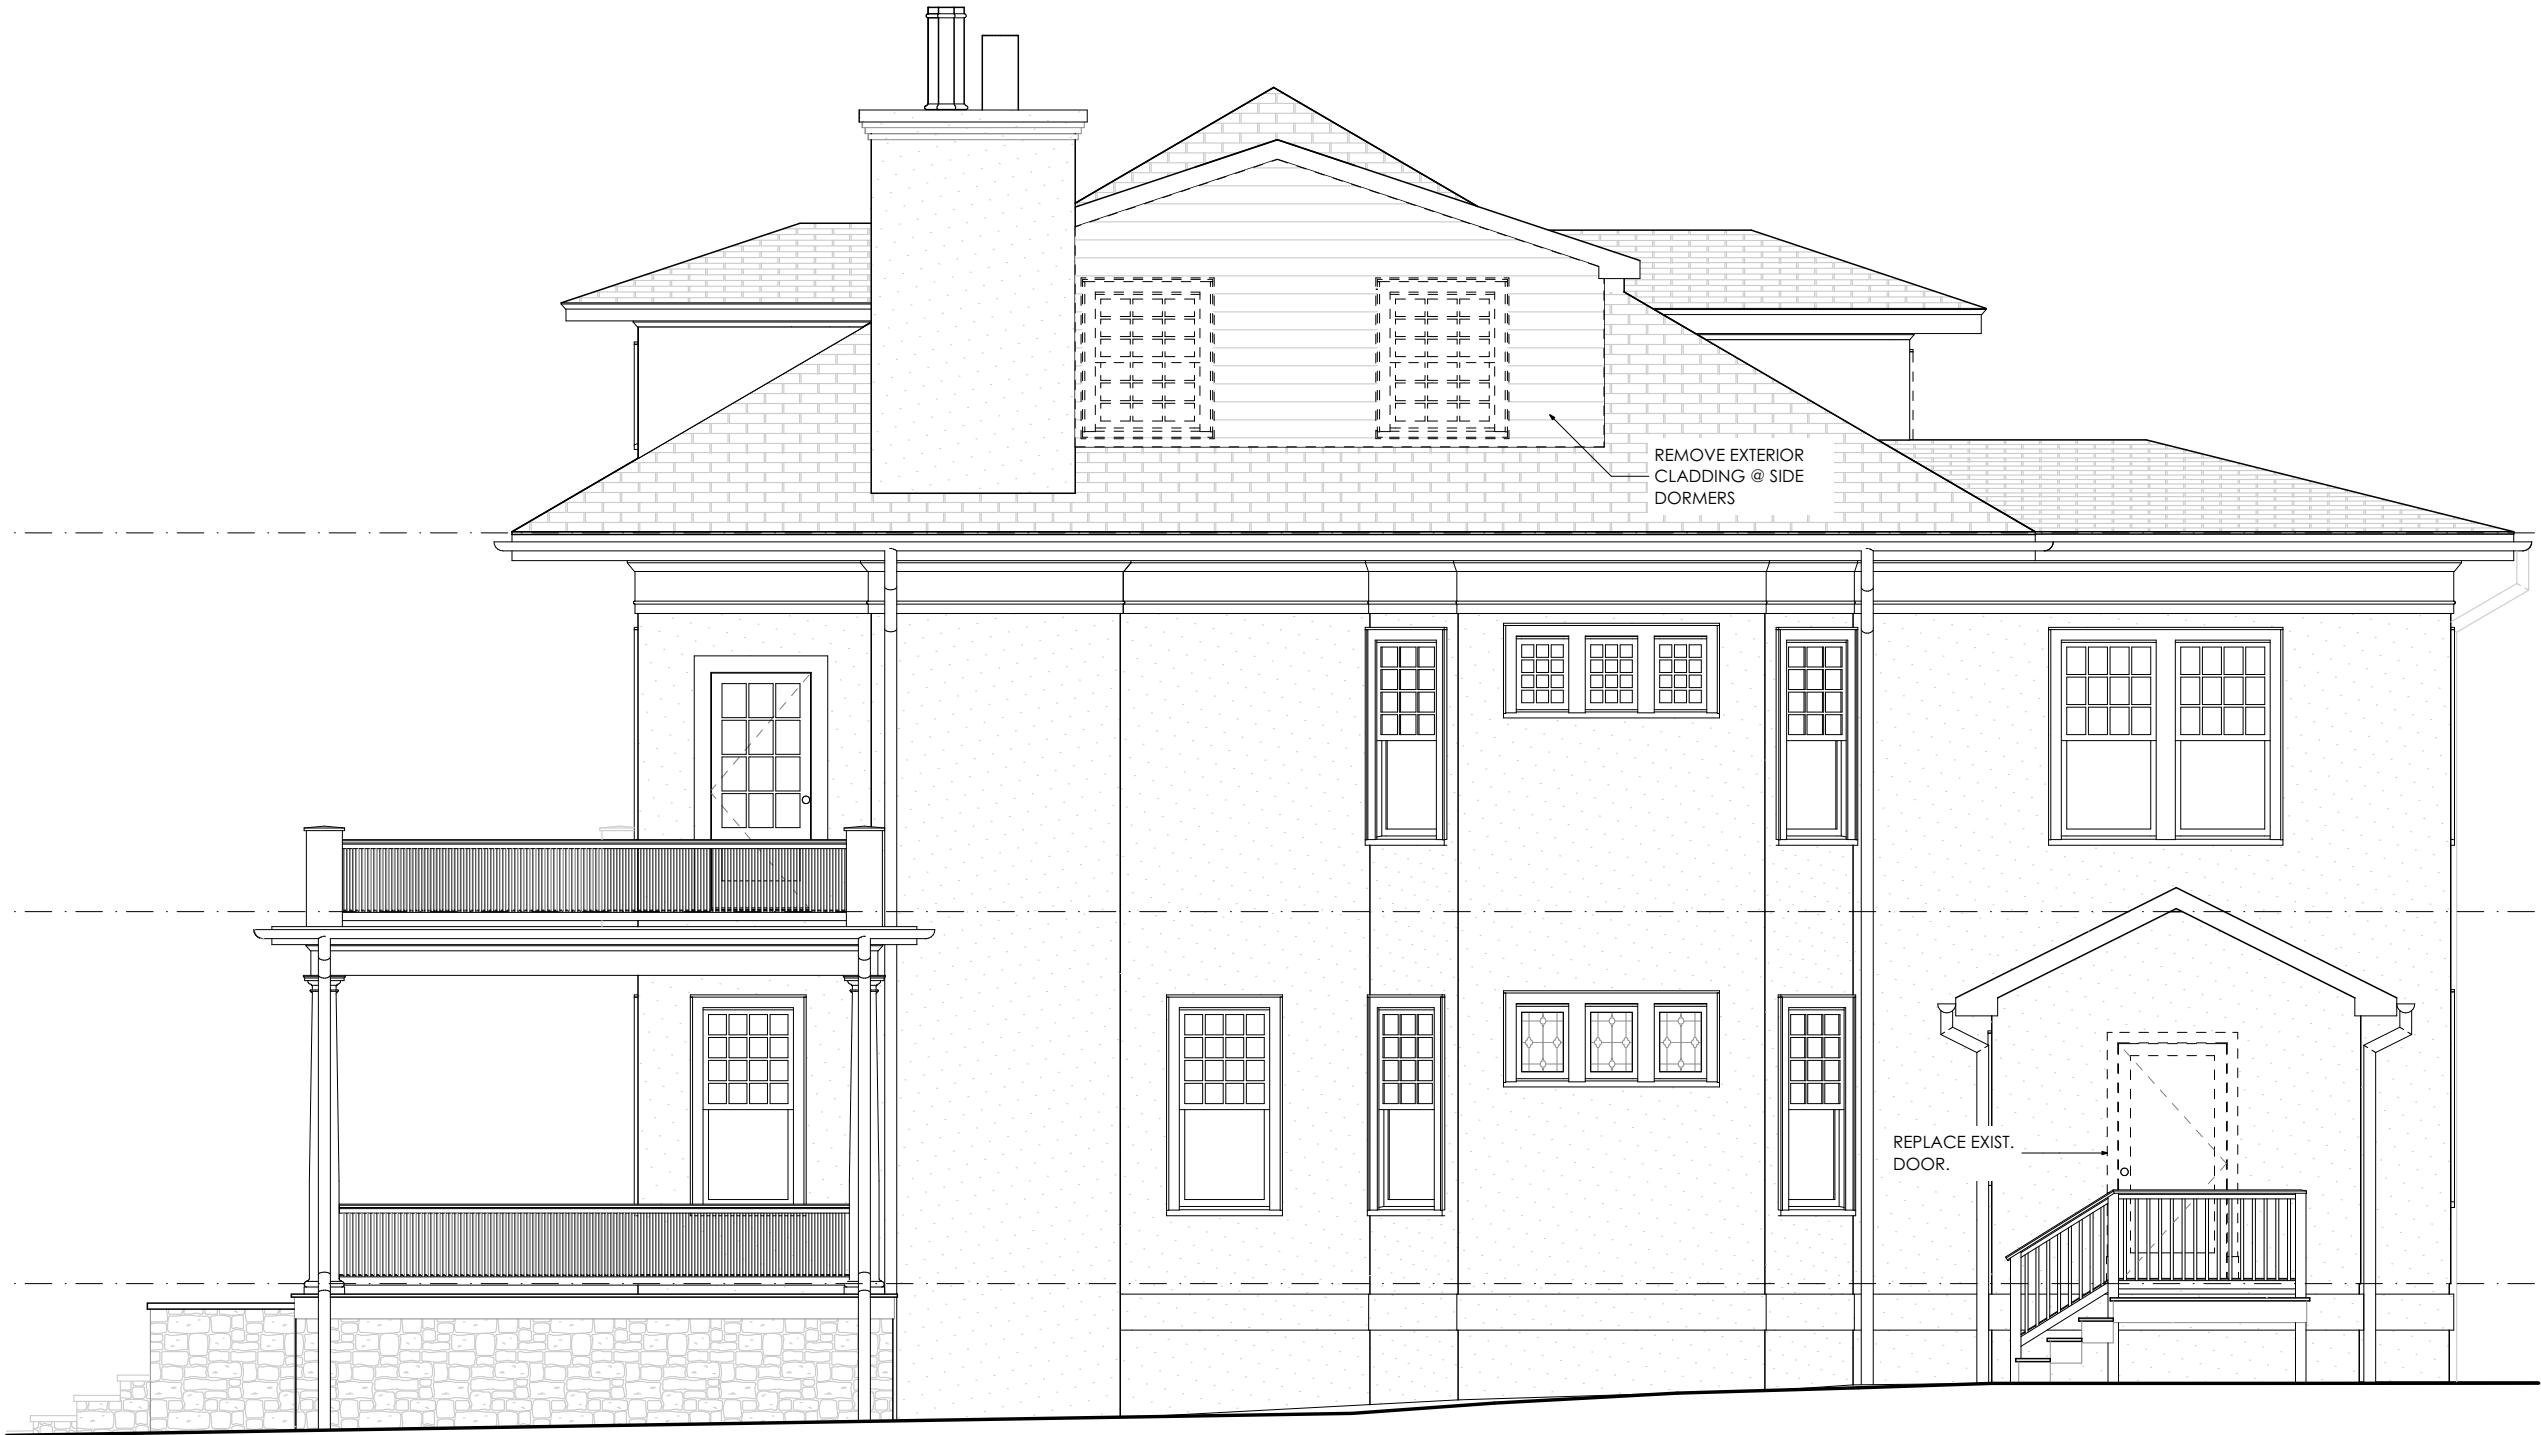 REMOVE EXTERIOR
CLADDING @ SIDE
DORMERS
REPLACE EXIST.
DOOR.